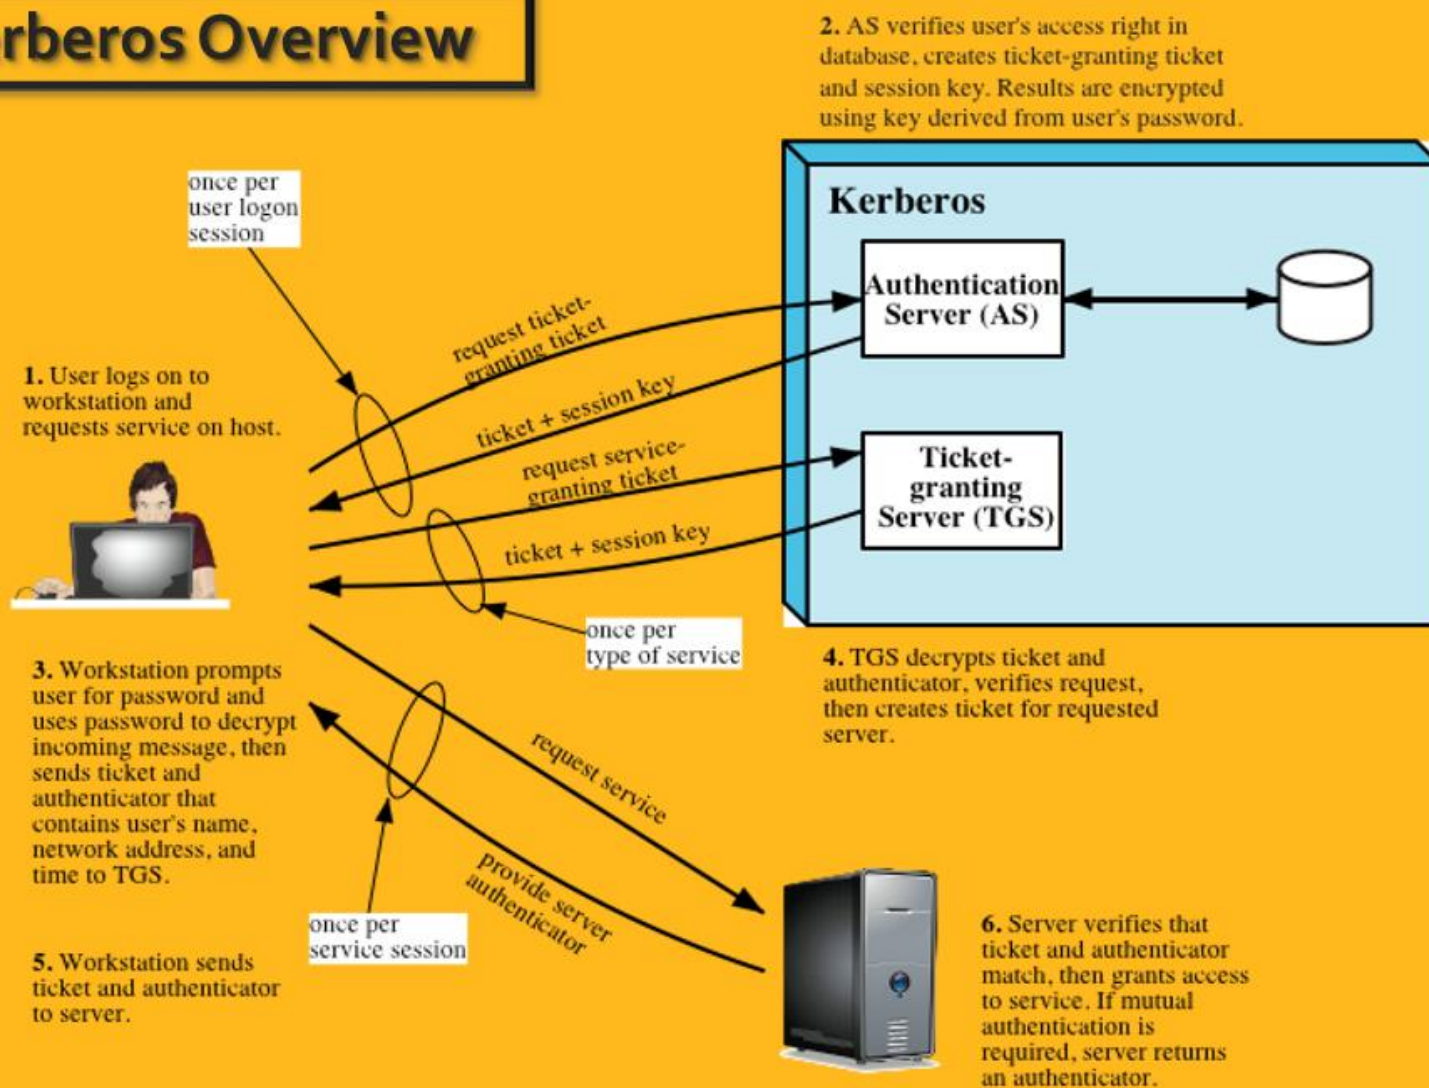 rberos Overview
2. AS verifies user's access right in
database, creates ticket-granting ticket
and session key. Results are encrypted
using key derived from user's password.
once per
user logon
session
Kerberos
Authentication
Server (AS)
request ticket-
granting ticket
1. User logs on to
workstation and
requests service on host.
ticket + session key
request service-
granting ticket
Ticket-
granting
Server (TGS)
ticket + session key
once per
type of service
3. Workstation prompts
user for password and
uses password to decrypt
incoming message, then
sends ticket and
authenticator that
contains user's name,
network address, and
time to TGS.
4. TGS decrypts ticket and
authenticator, verifies request,
then creates ticket for requested
server.
request service
provide server
authenticator
once per
service session
5. Workstation sends
ticket and authenticator
to server.
6. Server verifies that
ticket and authenticator
match, then grants access
to service. If mutual
authentication is
required, server returns
an authenticator.